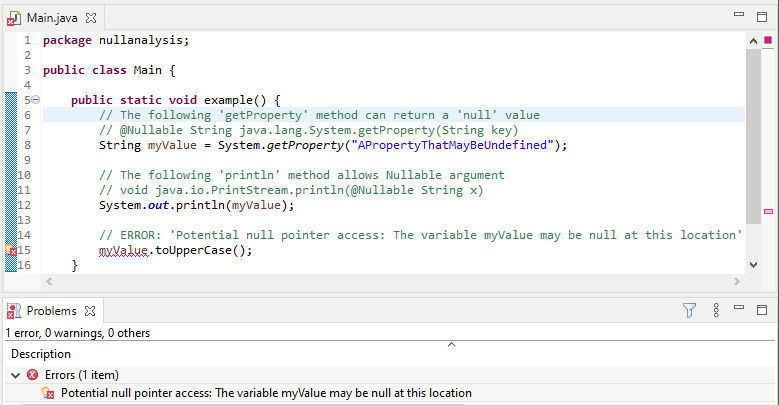 Main.java
1 package nullanalysis;
2
3 public class Main {
4
5 public static void example() {
6 // The following 'getProperty' method can return a 'null' value
7 // @Nullable String java.lang.System.getProperty(String key)
8 String myValue = System.getProperty("APropertyThatMayBeUndefined");
9
10 // The following 'println' method allows Nullable argument
11 // void java.io.PrintStream.println(@Nullable String x)
12 System.out.println(myValue);
13
14 // ERROR: 'Potential null pointer access: The variable myValue may be null at this location'
15 myValue.toUpperCase();
16 }
Problems
1 error, 0 warnings, 0 others
Description
Errors (1 item)
Potential null pointer access: The variable myValue may be null at this location